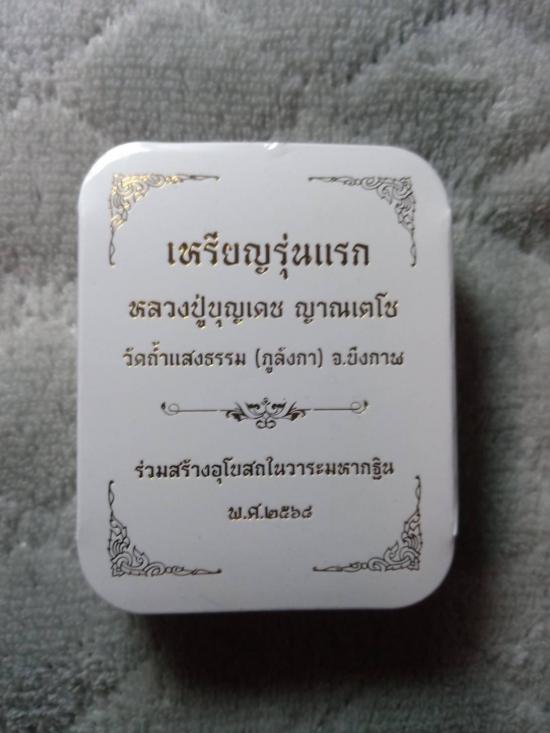 เหรียญรุ่นแรก
หลวงปู่บุญเดช ญาณเตโช
วัดถ้ำแสงธรรม (ภูลังกา) จ.บึงกาฬ
ร่วมสร้างอุโบสถในวาระมหากฐิน
พ.ศ.๒๕๖๘